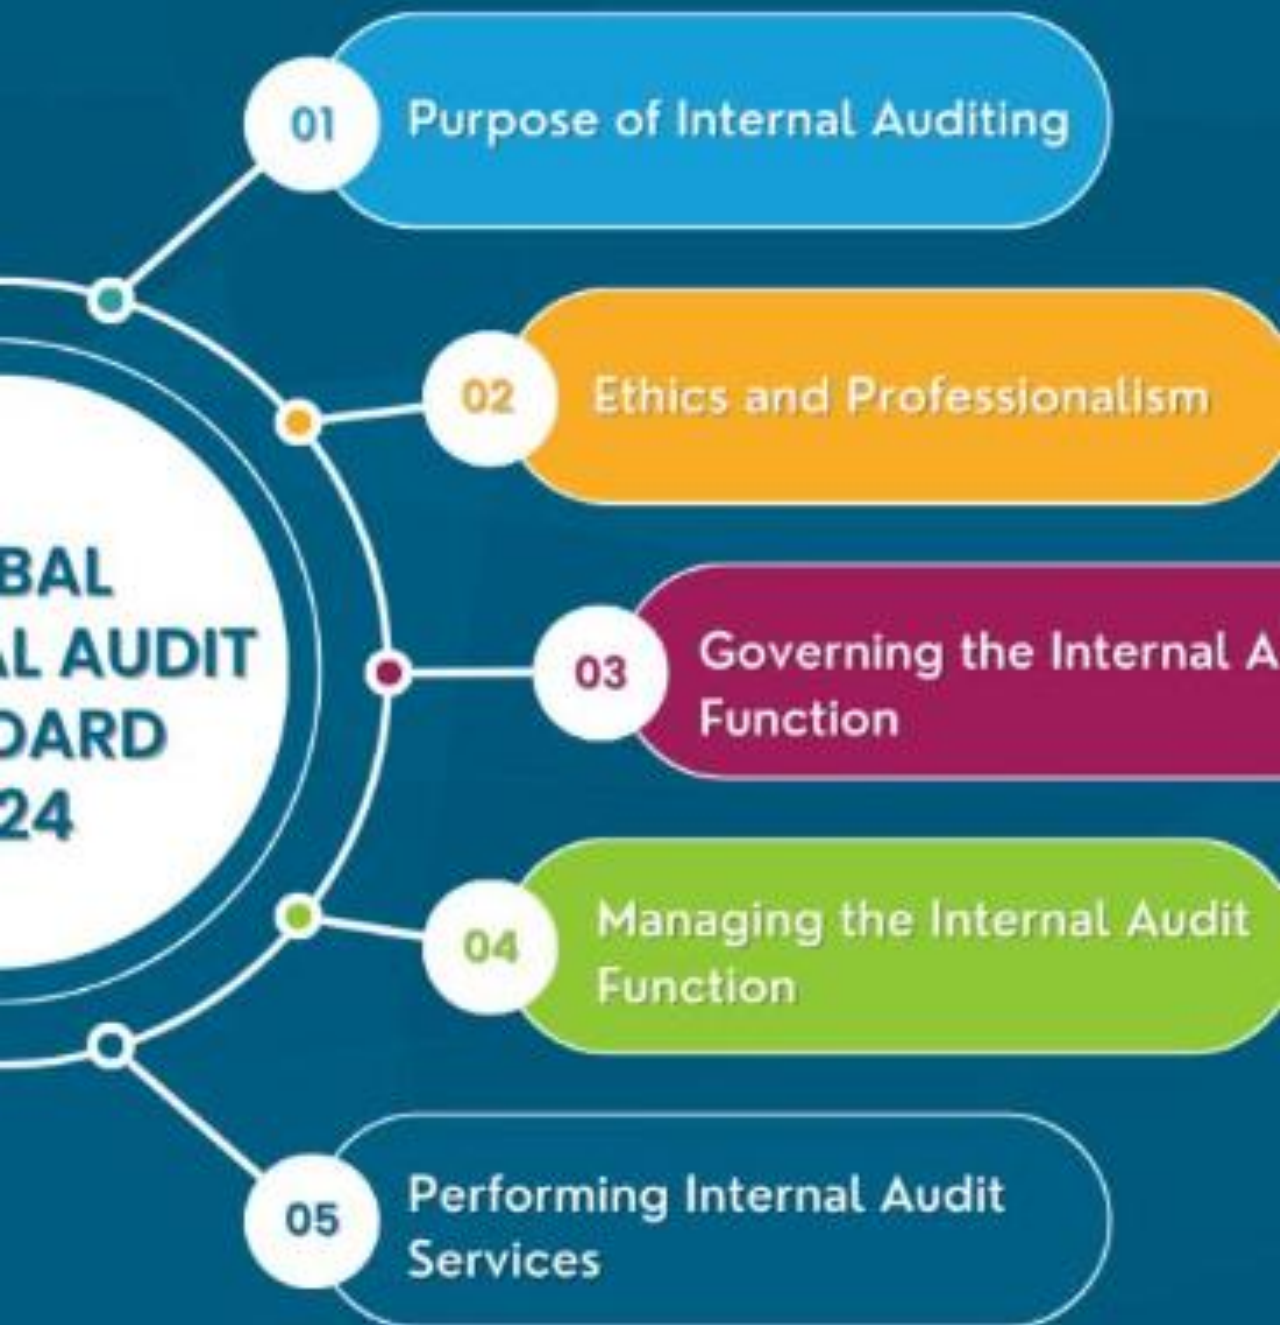 01
Purpose of Internal Auditing
02
Ethics and Professionalism
BAL
AL AUDIT
DARD
24
03
Governing the Internal A
Function
04
Managing the Internal Audit
Function
05
Performing Internal Audit
Services